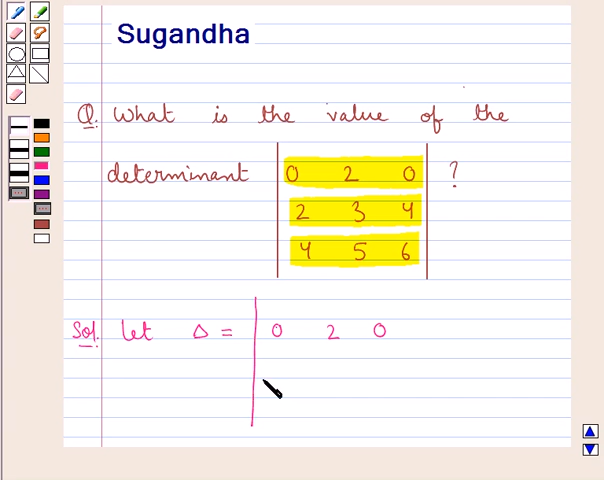 Sugandha
Q. What is the value of the
determinant | 0 2 0 | ?
| 2 3 4 |
| 4 5 6 |
Sol. Let Δ = | 0 2 0